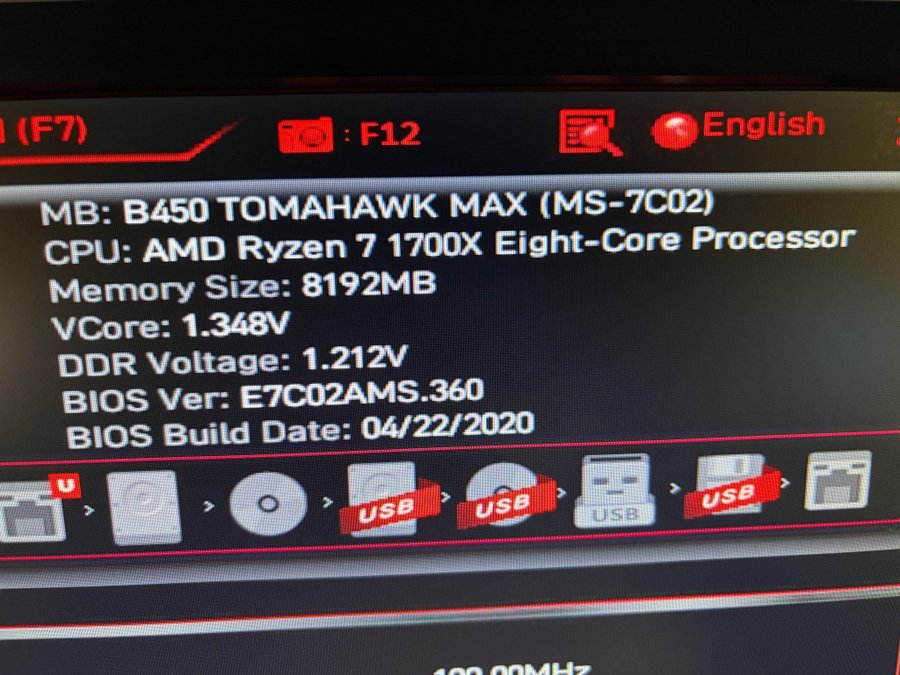 (F7)
: F12
English
MB: B450 TOMAHAWK MAX (MS-7C02)
CPU: AMD Ryzen 7 1700X Eight-Core Processor
Memory Size: 8192MB
VCore: 1.348V
DDR Voltage: 1.212V
BIOS Ver: E7C02AMS.360
BIOS Build Date: 04/22/2020
U > > > USB > USB > USB > USB >